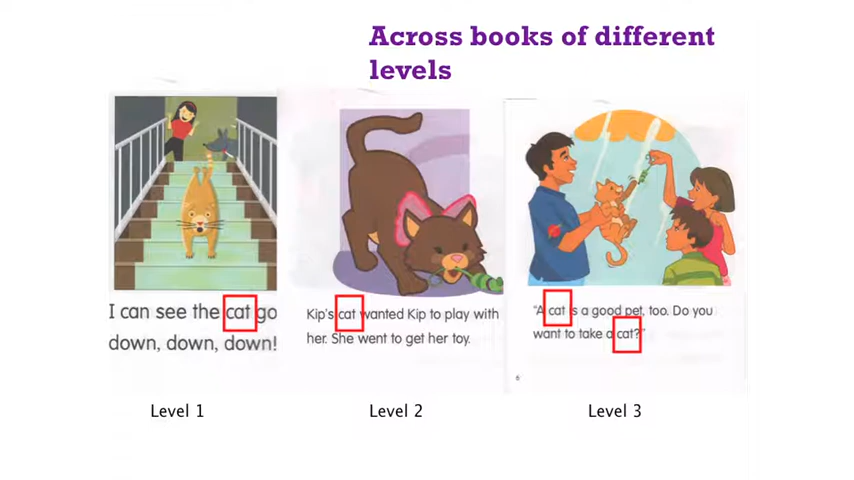 Across books of different
levels
I can see the cat go
down, down, down!
Kip's cat wanted Kip to play with
her. She went to get her toy.
"A cat is a good pet, too. Do you
want to take a cat?"
6
Level 1
Level 2
Level 3